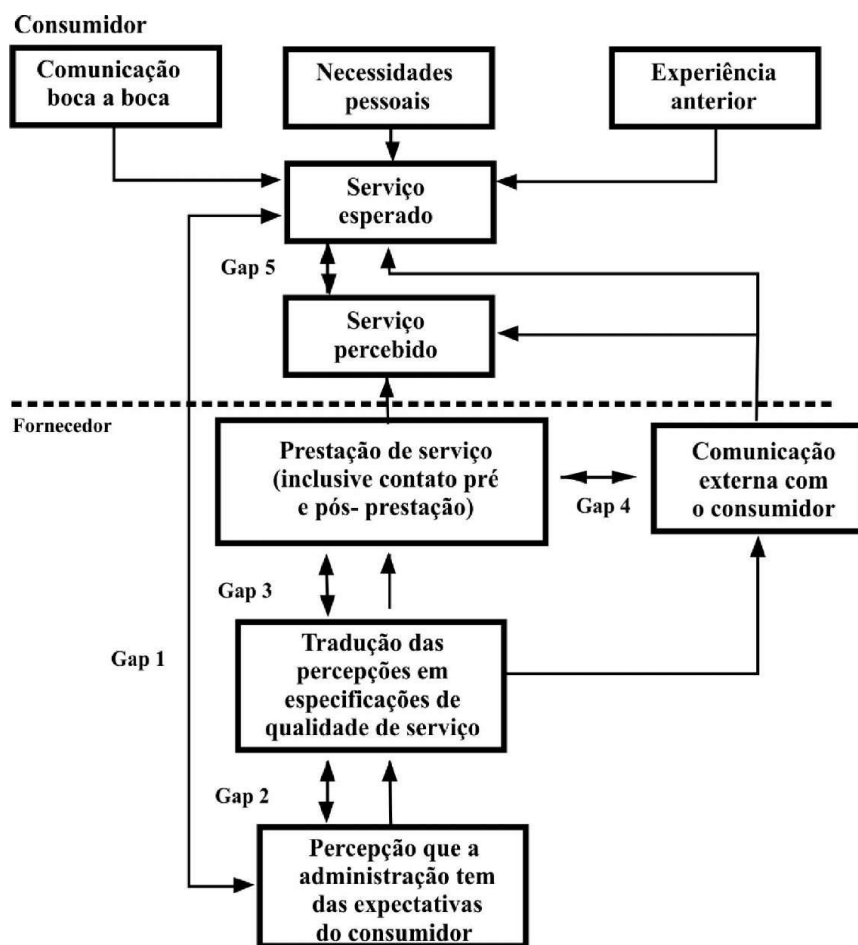 Consumidor
Comunicação
boca a boca
Necessidades
pessoais
Experiência
anterior
Serviço
esperado
Gap 5
Serviço
percebido
Fornecedor
Prestação de serviço
(inclusive contato pré
e pós- prestação)
Gap 4
Comunicação
externa com
o consumidor
Gap 3
Gap 1
Tradução das
percepções em
especificações de
qualidade de serviço
Gap 2
Percepção que a
administração tem
das expectativas
do consumidor